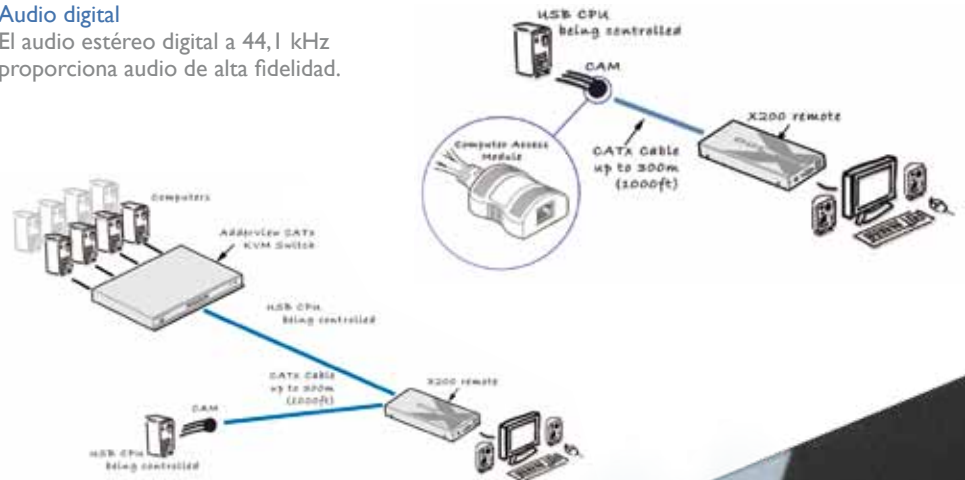 Audio digital
El audio estéreo digital a 44,1 kHz
proporciona audio de alta fidelidad.
USB CPU
being controlled
CAM
X200 remote
Computer Access
Module
CATx Cable
up to 300m
(1000ft)
Computers
Adderview CATx
KVM Switch
USB CPU
being controlled
CATx Cable
up to 300m
(1000ft)
X200 remote
CAM
USB CPU
being controlled